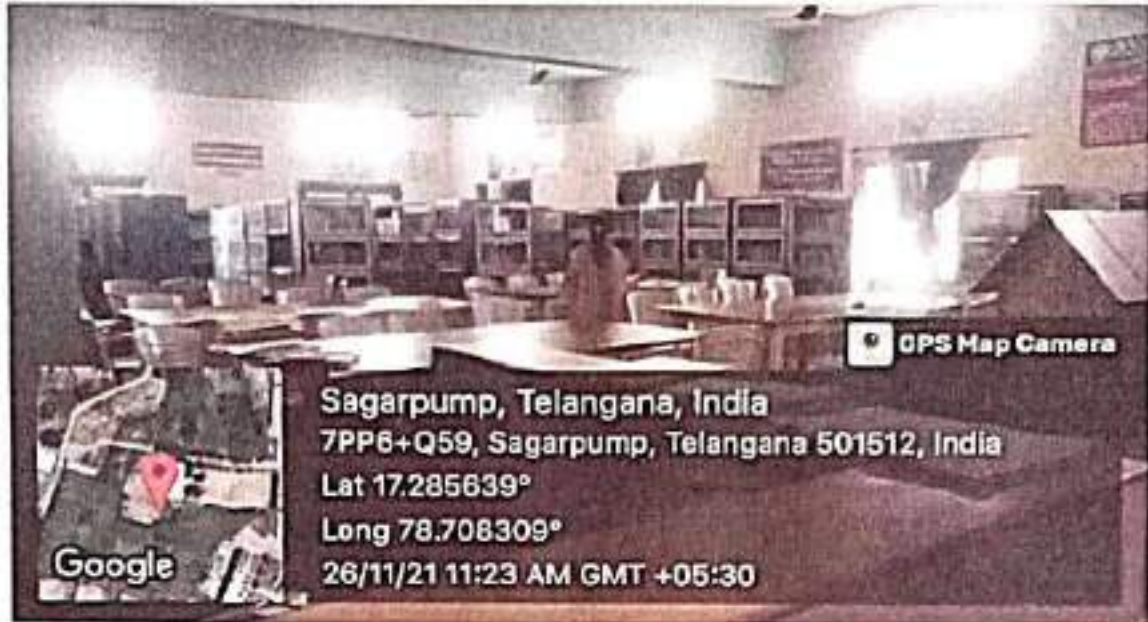 GPS Map Camera
Sagarpump, Telangana, India
7PP6+Q59, Sagarpump, Telangana 501512, India
Lat 17.285639°
Long 78.708309°
26/11/21 11:23 AM GMT +05:30
Google